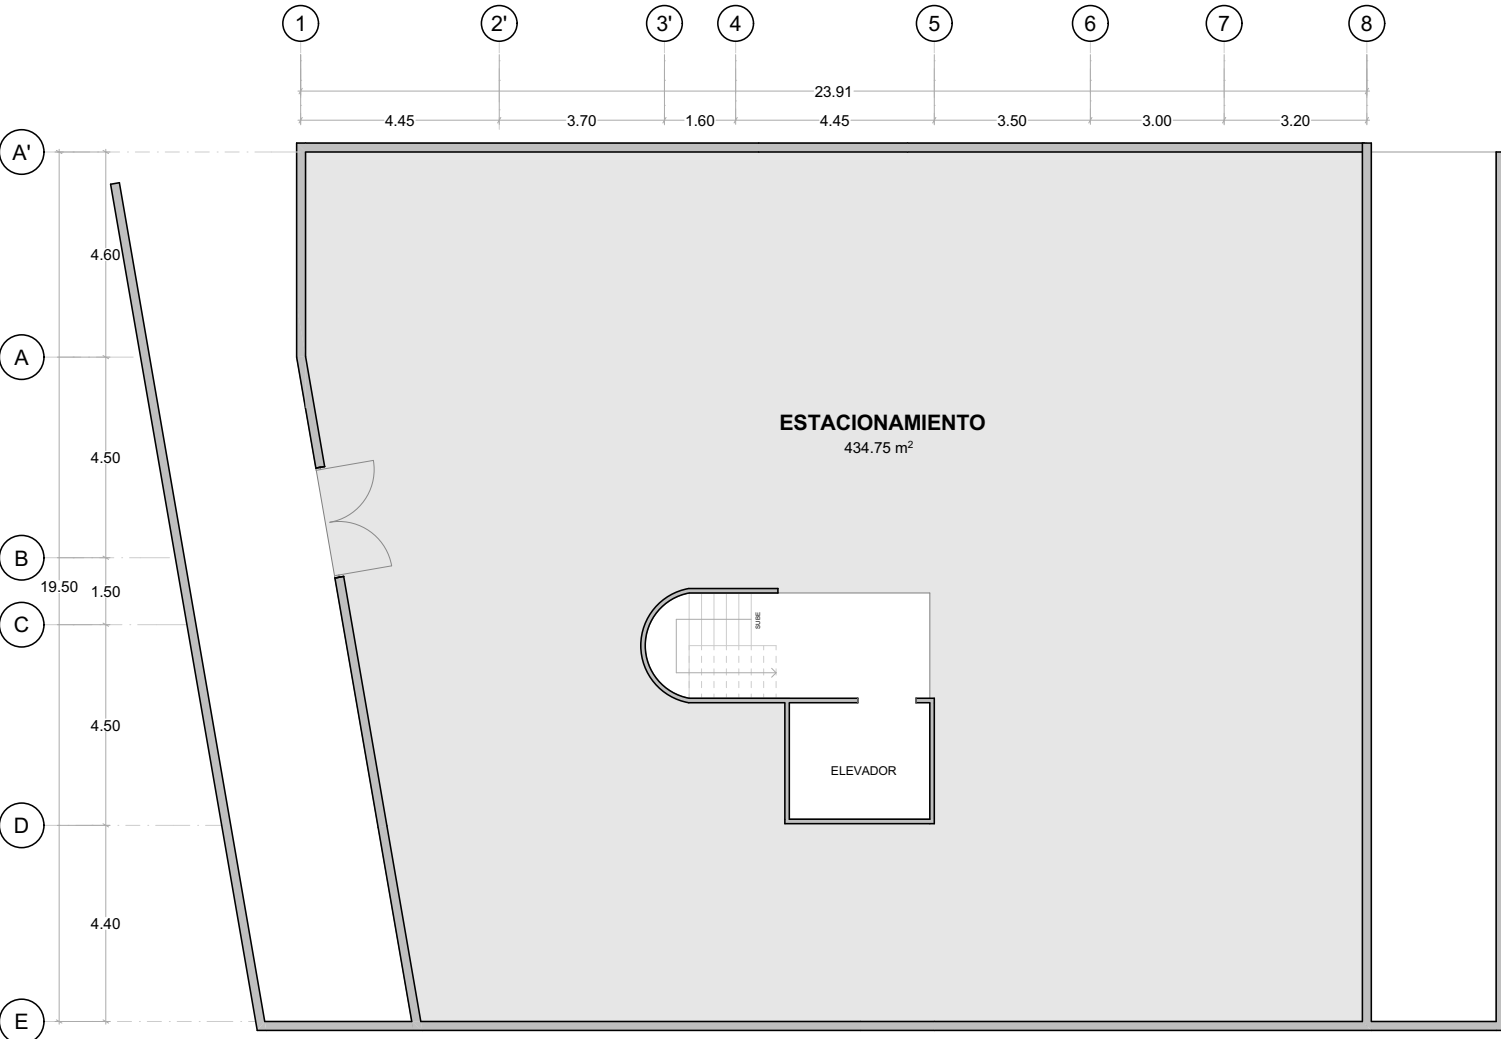 1 2' 3' 4 5 6 7 8
23.91
4.45 3.70 1.60 4.45 3.50 3.00 3.20
A'
4.60
A
ESTACIONAMIENTO
434.75 m²
4.50
B
19.50 1.50
C
SUBE
4.50
ELEVADOR
D
4.40
E